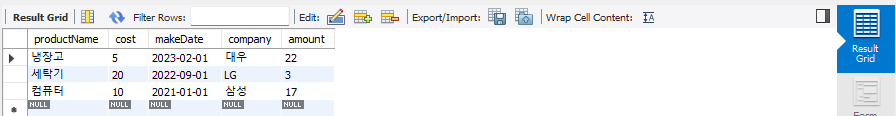 Result Grid Filter Rows: Edit: Export/Import: Wrap Cell Content: IA
productName cost makeDate company amount
냉장고 5 2023-02-01 대우 22
세탁기 20 2022-09-01 LG 3
컴퓨터 10 2021-01-01 삼성 17
NULL NULL NULL NULL NULL
Result
Grid
Form